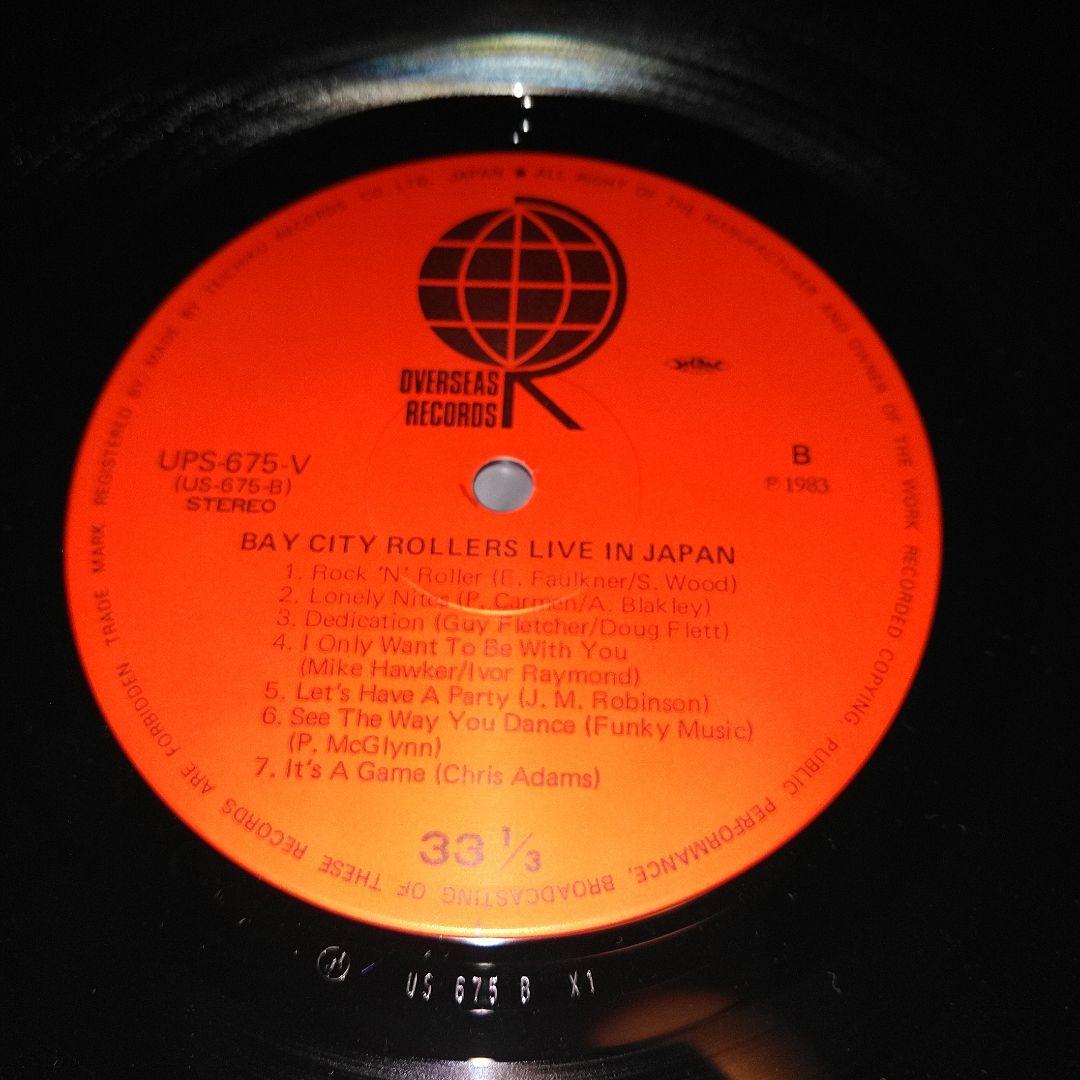 TRADE MARK REGISTERED BY. MADE BY TEICHIKU RECORDS CO. LTD. JAPAN ● ALL RIGHT OF THE MANUFACTURER AND OWNER OF THE WORK RECORDED COPYING. PUBLIC PERFORMANCE. BROADCASTING OF THESE RECORDS ARE FORBIDDEN
OVERSEAS
RECORDS
R
UPS-675-V
(US-675-B)
STEREO
B
℗ 1983
BAY CITY ROLLERS LIVE IN JAPAN
1. Rock 'N' Roller (E. Faulkner/S. Wood)
2. Lonely Nites (P. Carmen/A. Blakley)
3. Dedication (Guy Fletcher/Doug Flett)
4. I Only Want To Be With You
(Mike Hawker/Ivor Raymond)
5. Let's Have A Party (J. M. Robinson)
6. See The Way You Dance (Funky Music)
(P. McGlynn)
7. It's A Game (Chris Adams)
33 1/3
US 675 B X1